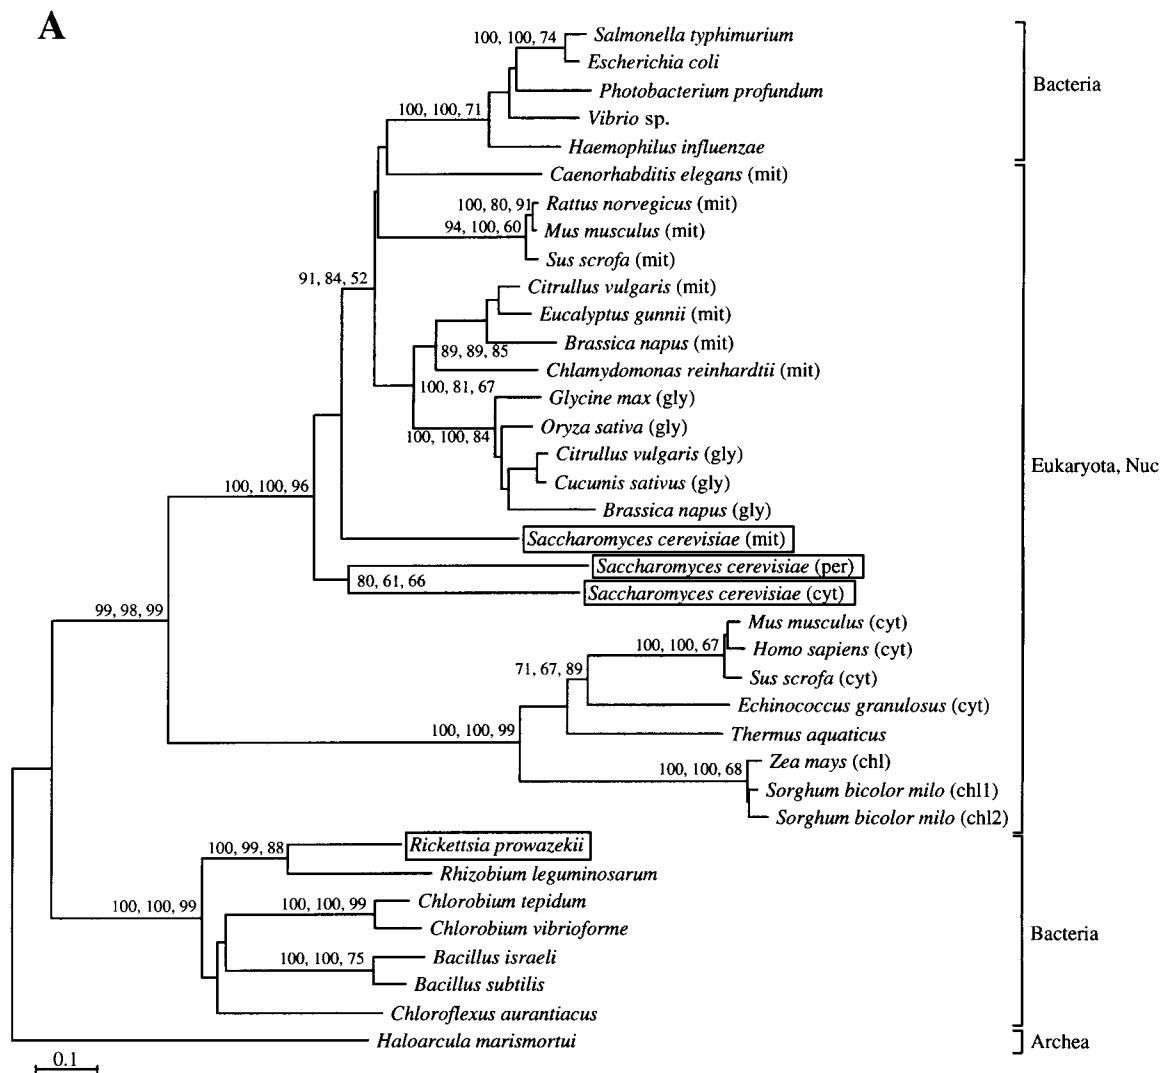 A
100, 100, 74
Salmonella typhimurium
Escherichia coli
Photobacterium profundum
Bacteria
100, 100, 71
Vibrio sp.
Haemophilus influenzae
Caenorhabditis elegans (mit)
100, 80, 91
Rattus norvegicus (mit)
94, 100, 60
Mus musculus (mit)
Sus scrofa (mit)
91, 84, 52
Citrullus vulgaris (mit)
Eucalyptus gunnii (mit)
Brassica napus (mit)
89, 89, 85
Chlamydomonas reinhardtii (mit)
100, 81, 67
Glycine max (gly)
Oryza sativa (gly)
100, 100, 84
Citrullus vulgaris (gly)
Eukaryota, Nuc
Cucumis sativus (gly)
100, 100, 96
Brassica napus (gly)
Saccharomyces cerevisiae (mit)
Saccharomyces cerevisiae (per)
80, 61, 66
Saccharomyces cerevisiae (cyt)
99, 98, 99
Mus musculus (cyt)
100, 100, 67
Homo sapiens (cyt)
71, 67, 89
Sus scrofa (cyt)
Echinococcus granulosus (cyt)
100, 100, 99
Thermus aquaticus
Zea mays (chl)
100, 100, 68
Sorghum bicolor milo (chl1)
Sorghum bicolor milo (chl2)
100, 99, 88
Rickettsia prowazekii
Rhizobium leguminosarum
100, 100, 99
100, 100, 99
Chlorobium tepidum
Chlorobium vibrioforme
Bacteria
100, 100, 75
Bacillus israeli
Bacillus subtilis
Chloroflexus aurantiacus
Haloarcula marismortui
Archea
0.1